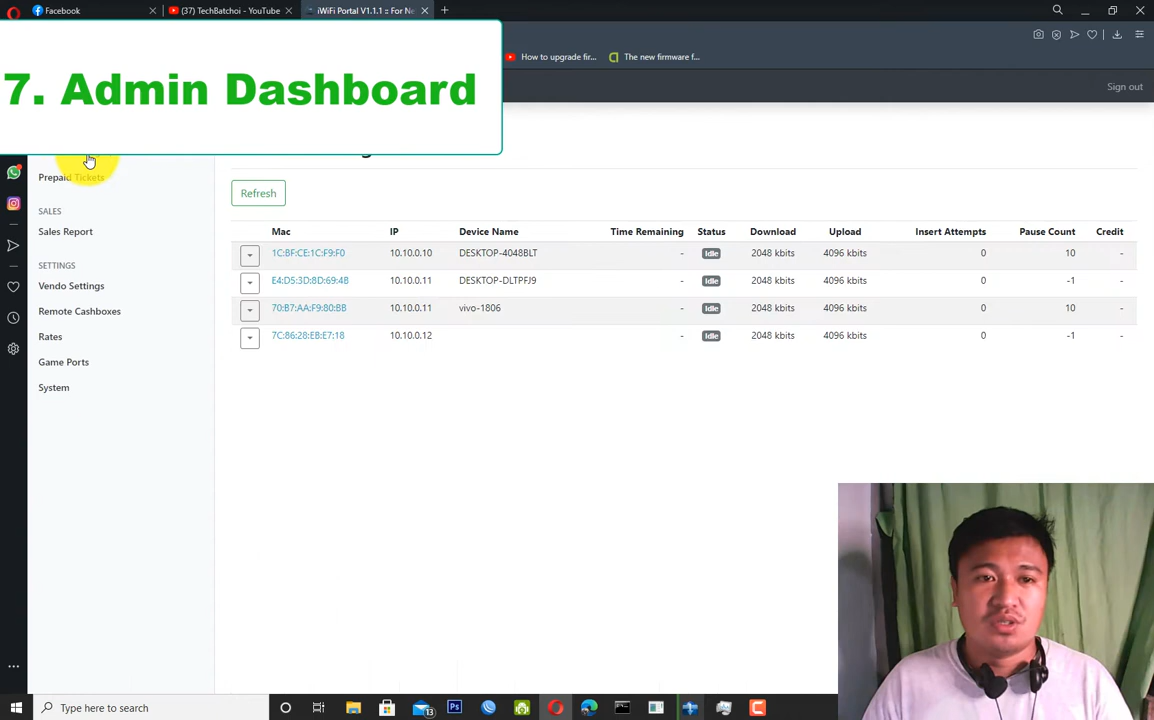 Facebook
(37) TechBatchoi - YouTube
iWiFi Portal V1.1.1 :: For Ne
How to upgrade fir...
The new firmware f...
7. Admin Dashboard
Sign out
Prepaid Tickets
SALES
Sales Report
SETTINGS
Vendo Settings
Remote Cashboxes
Rates
Game Ports
System
Refresh
Mac IP Device Name Time Remaining Status Download Upload Insert Attempts Pause Count Credit
1C:BF:CE:1C:F9:F0 10.10.0.10 DESKTOP-4048BLT - Idle 2048 kbits 4096 kbits 0 10 -
E4:D5:3D:8D:69:4B 10.10.0.11 DESKTOP-DLTPFJ9 - Idle 2048 kbits 4096 kbits 0 -1 -
70:B7:AA:F9:80:BB 10.10.0.11 vivo-1806 - Idle 2048 kbits 4096 kbits 0 10 -
7C:86:28:EB:E7:18 10.10.0.12 - Idle 2048 kbits 4096 kbits 0 -1 -
Type here to search
13
Ps